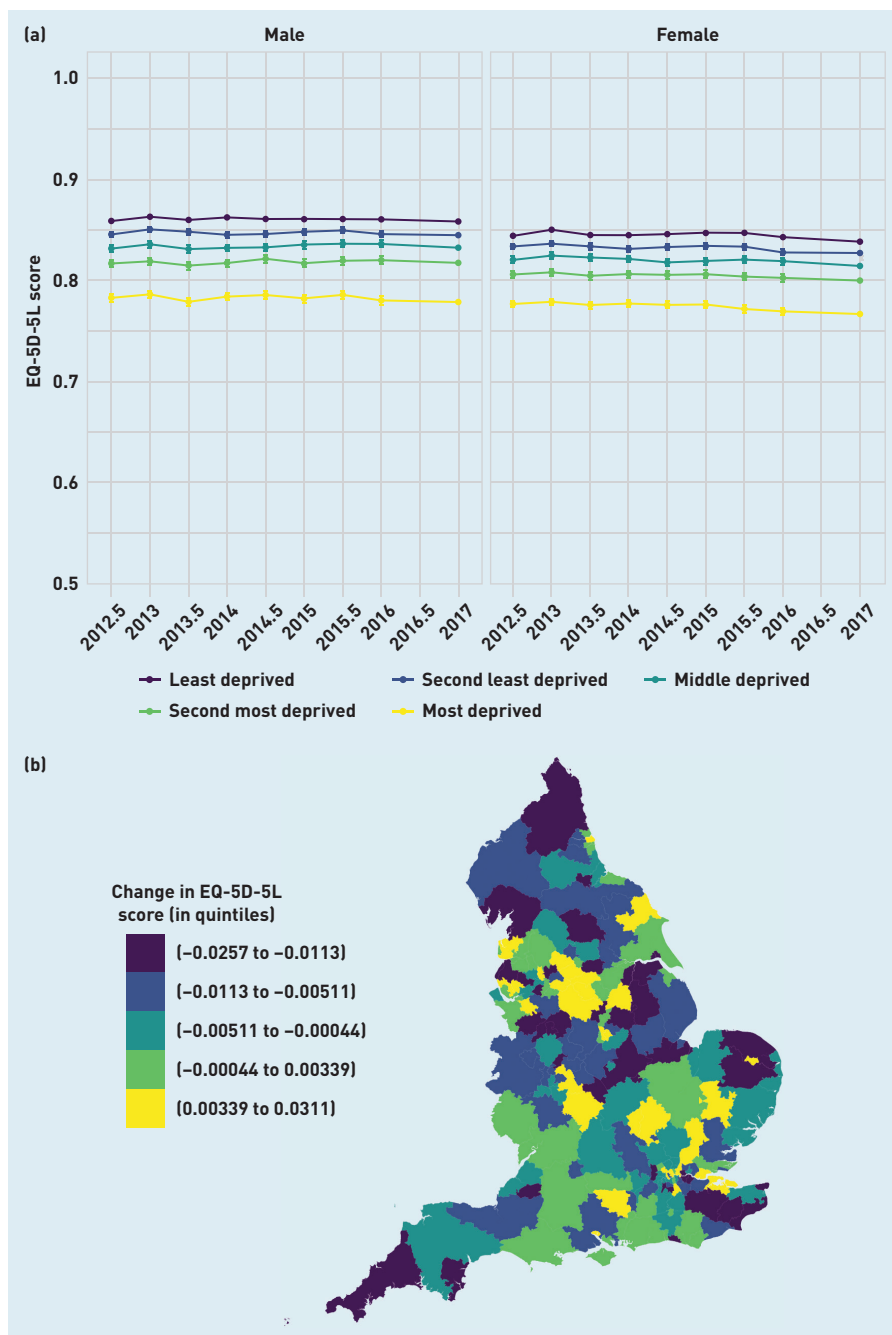 (a)
Male
Female
EQ-5D-5L score
1.0
0.9
0.8
0.7
0.6
0.5
2012.5 2013 2013.5 2014 2014.5 2015 2015.5 2016 2016.5 2017
2012.5 2013 2013.5 2014 2014.5 2015 2015.5 2016 2016.5 2017
Least deprived Second least deprived Middle deprived
Second most deprived Most deprived
(b)
Change in EQ-5D-5L
score (in quintiles)
(−0.0257 to −0.0113)
(−0.0113 to −0.00511)
(−0.00511 to −0.00044)
(−0.00044 to 0.00339)
(0.00339 to 0.0311)